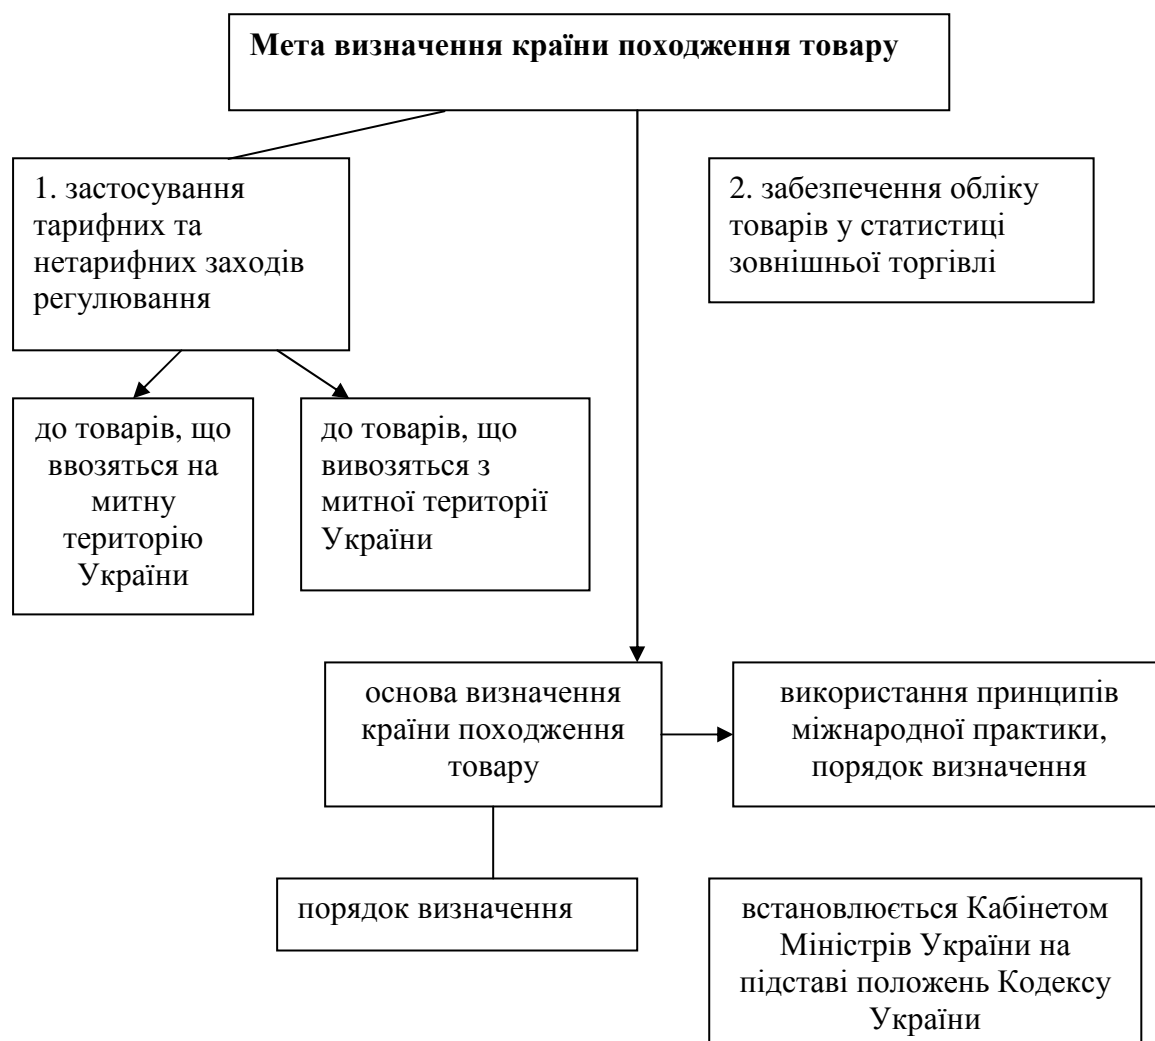 Мета визначення країни походження товару
1. застосування
тарифних та
нетарифних заходів
регулювання
2. забезпечення обліку
товарів у статистиці
зовнішньої торгівлі
до товарів, що
ввозяться на
митну
територію
України
до товарів, що
вивозяться з
митної території
України
основа визначення
країни походження
товару
використання принципів
міжнародної практики,
порядок визначення
порядок визначення
встановлюється Кабінетом
Міністрів України на
підставі положень Кодексу
України